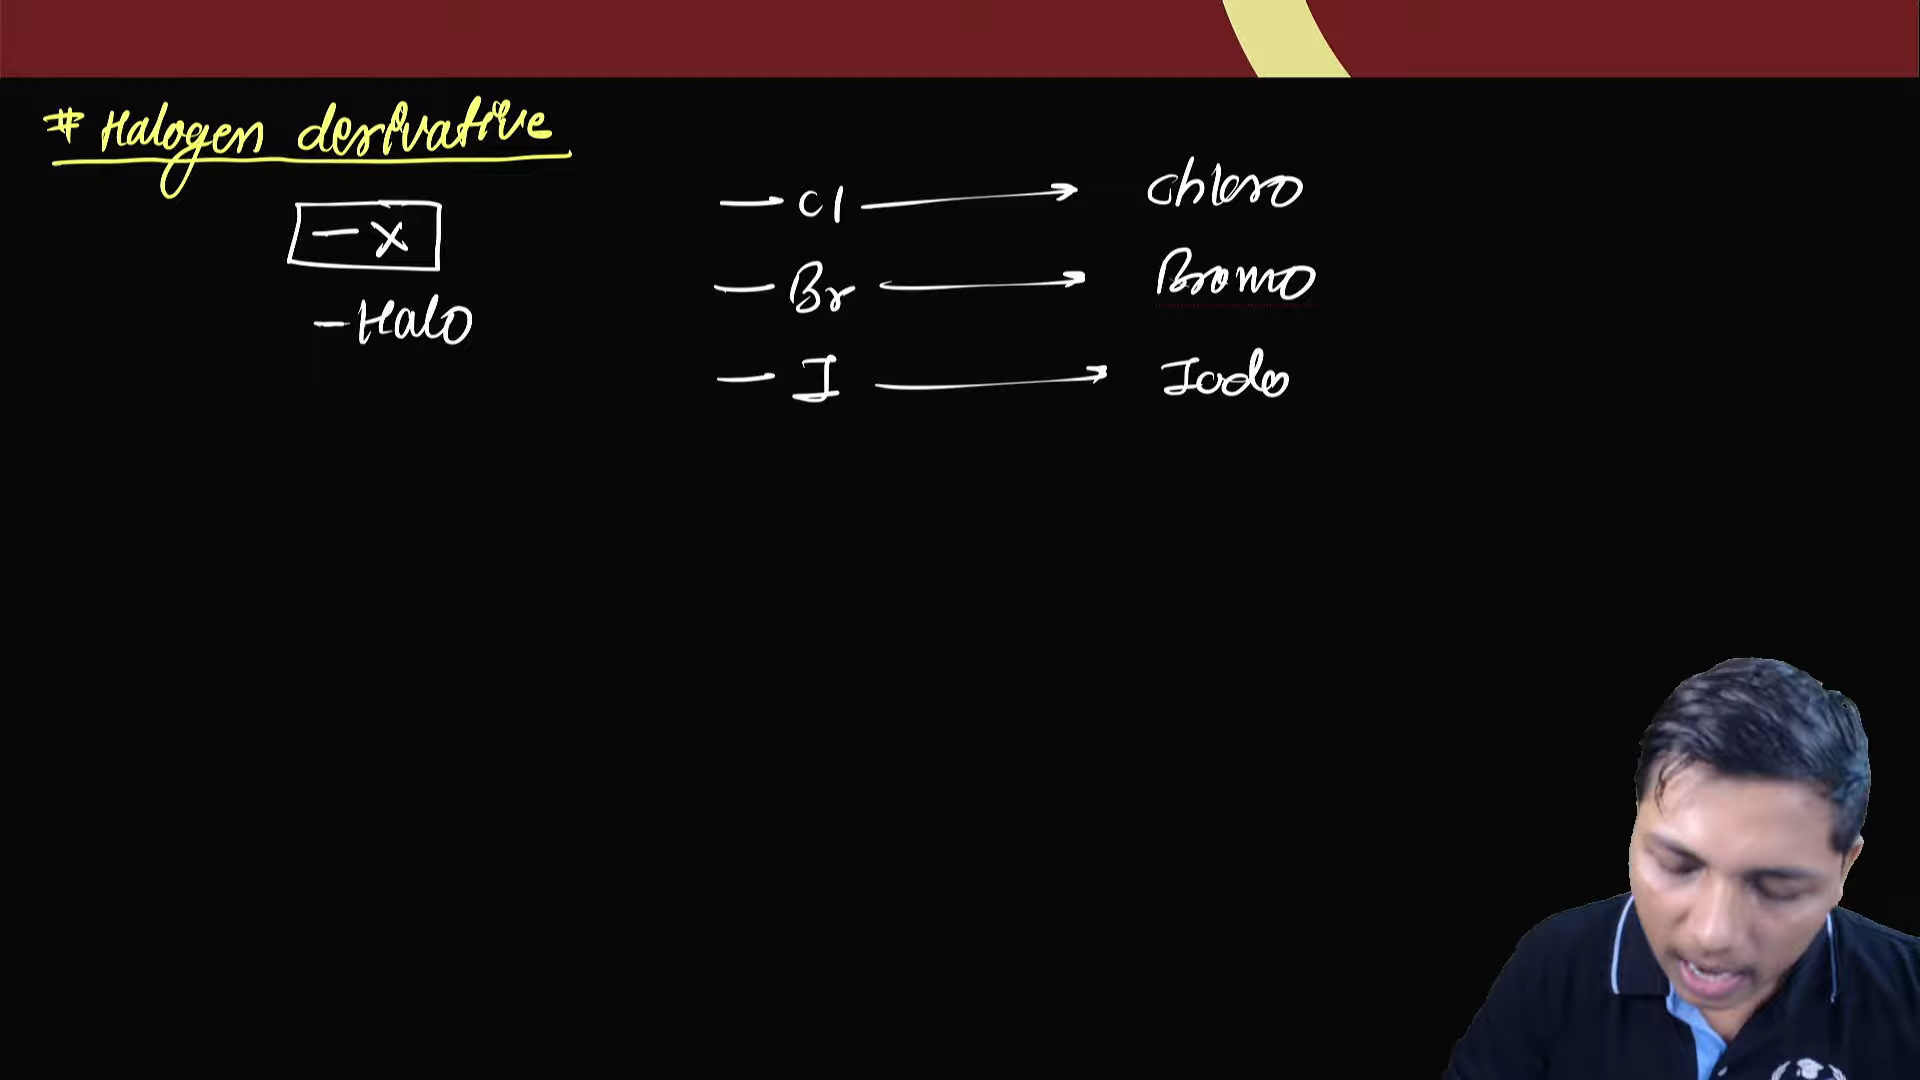 # Halogen derivative
- X
- Halo
- Cl → Chloro
- Br → Bromo
- I → Iodo